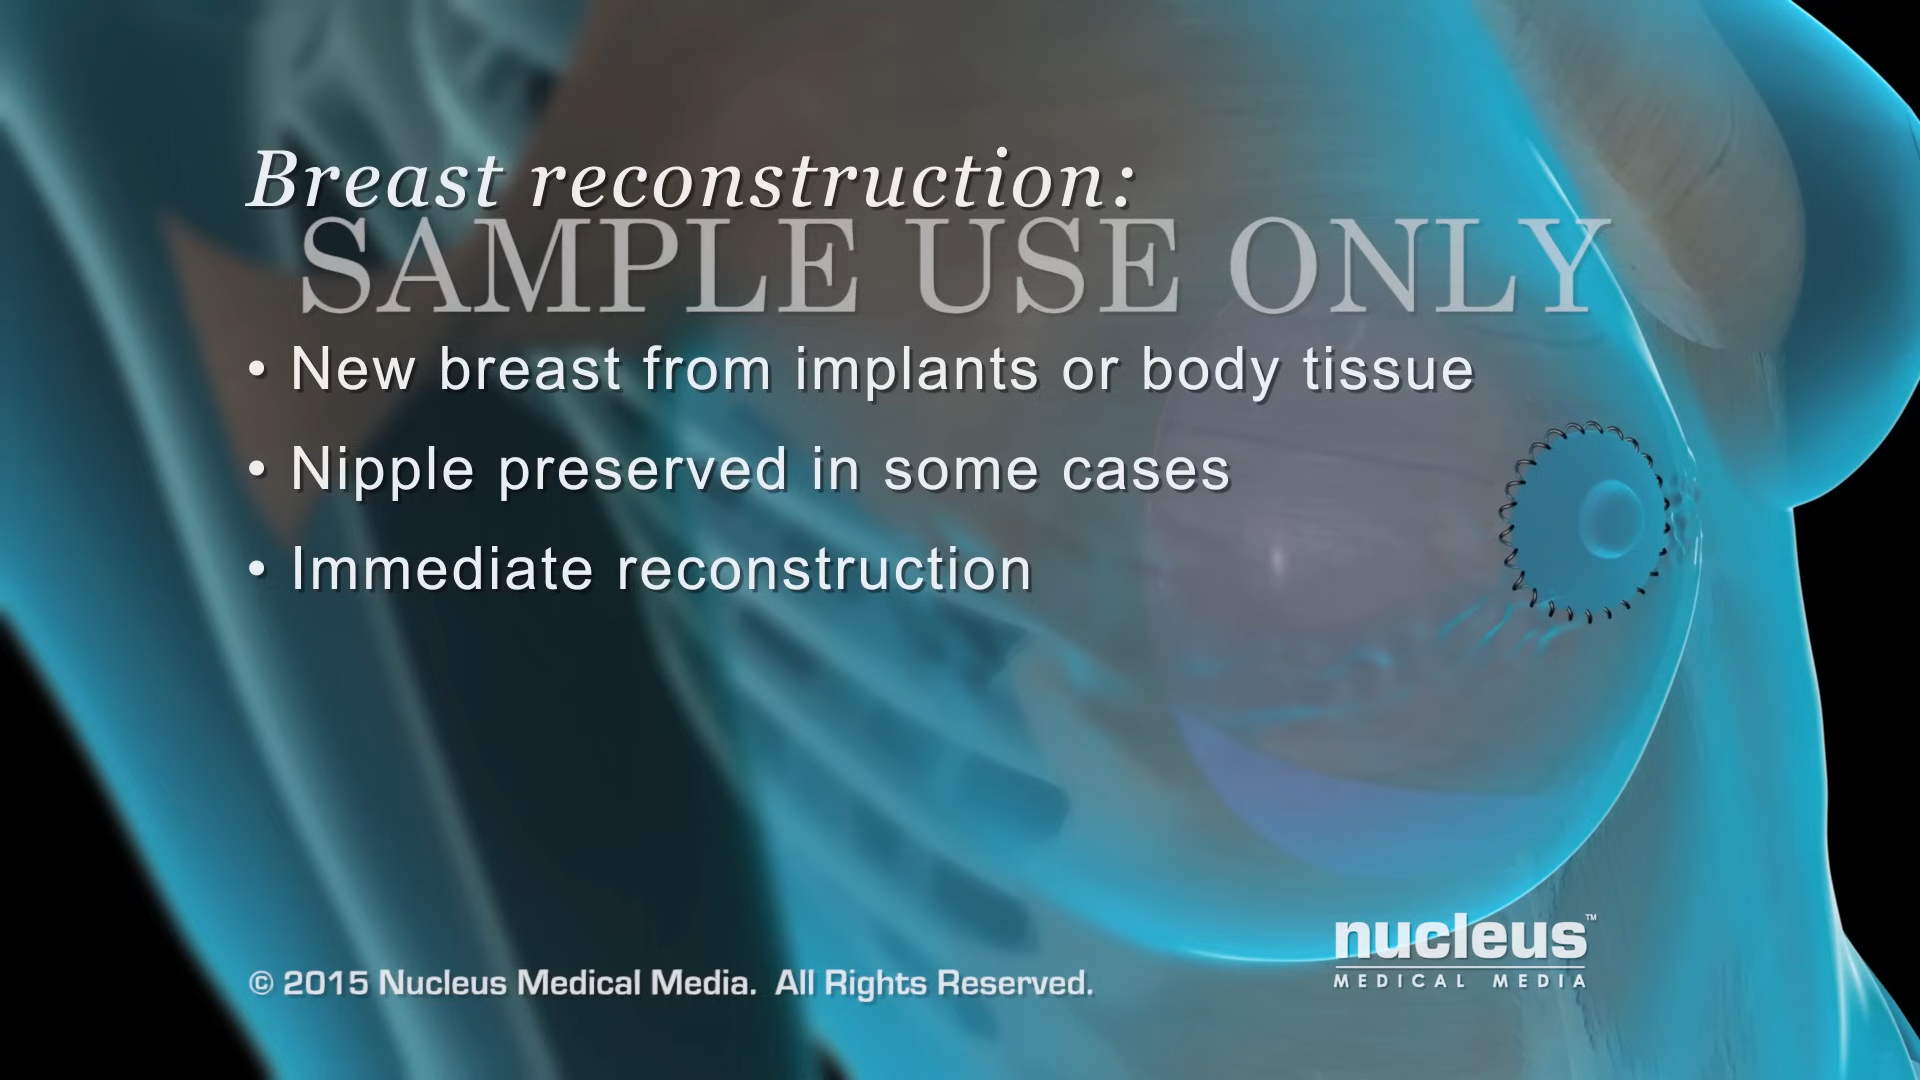 Breast reconstruction:
SAMPLE USE ONLY
• New breast from implants or body tissue
• Nipple preserved in some cases
• Immediate reconstruction
nucleus™
MEDICAL MEDIA
© 2015 Nucleus Medical Media. All Rights Reserved.